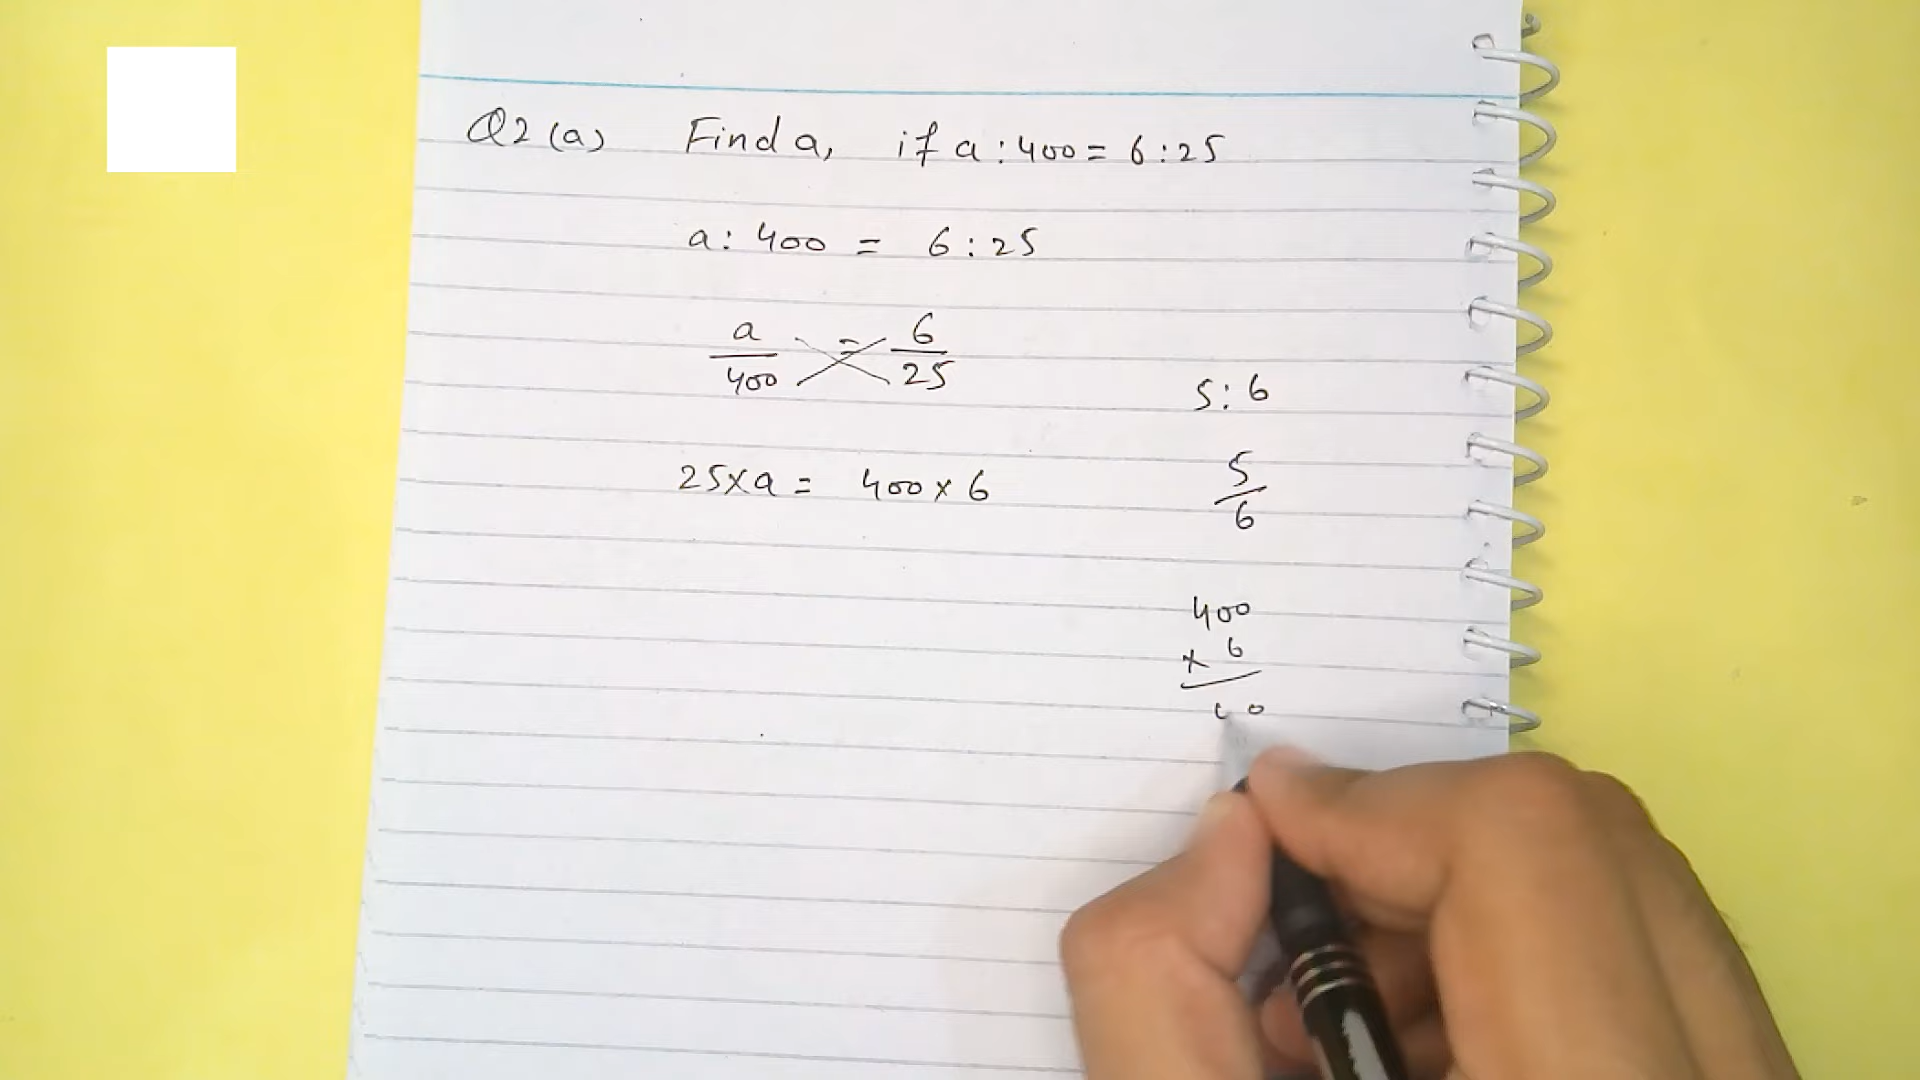 Q2 (a) Find a, if a : 400 = 6 : 25
a : 400 = 6 : 25
a/400 = 6/25
5 : 6
25 x a = 400 x 6
5/6
400
x 6
0